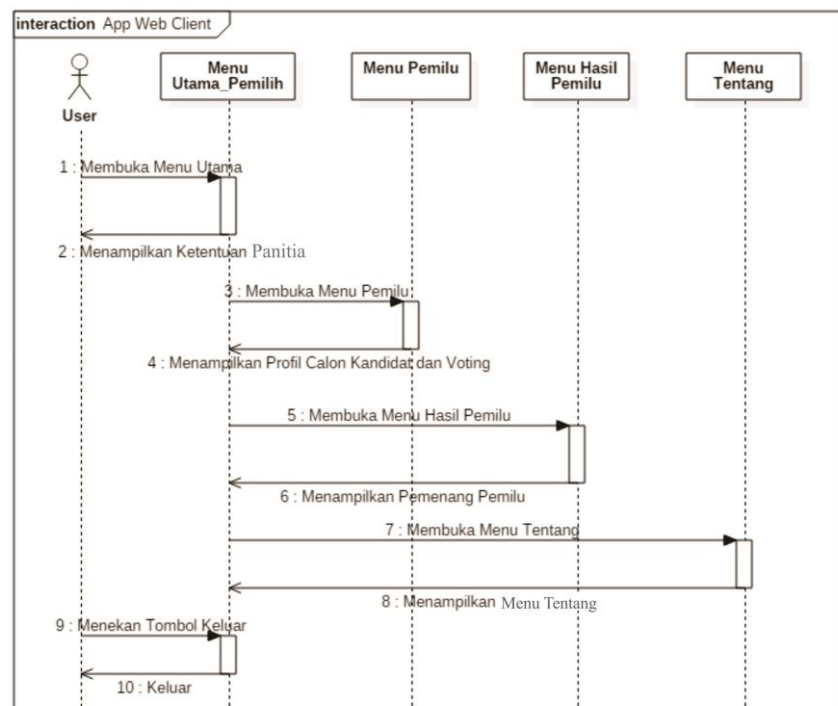 interaction App Web Client
Menu
Utama_Pemilih
Menu Pemilu
Menu Hasil
Pemilu
Menu
Tentang
User
1 : Membuka Menu Utama
2 : Menampilkan Ketentuan Panitia
3 : Membuka Menu Pemilu
4 : Menampilkan Profil Calon Kandidat dan Voting
5 : Membuka Menu Hasil Pemilu
6 : Menampilkan Pemenang Pemilu
7 : Membuka Menu Tentang
8 : Menampilkan Menu Tentang
9 : Menekan Tombol Keluar
10 : Keluar